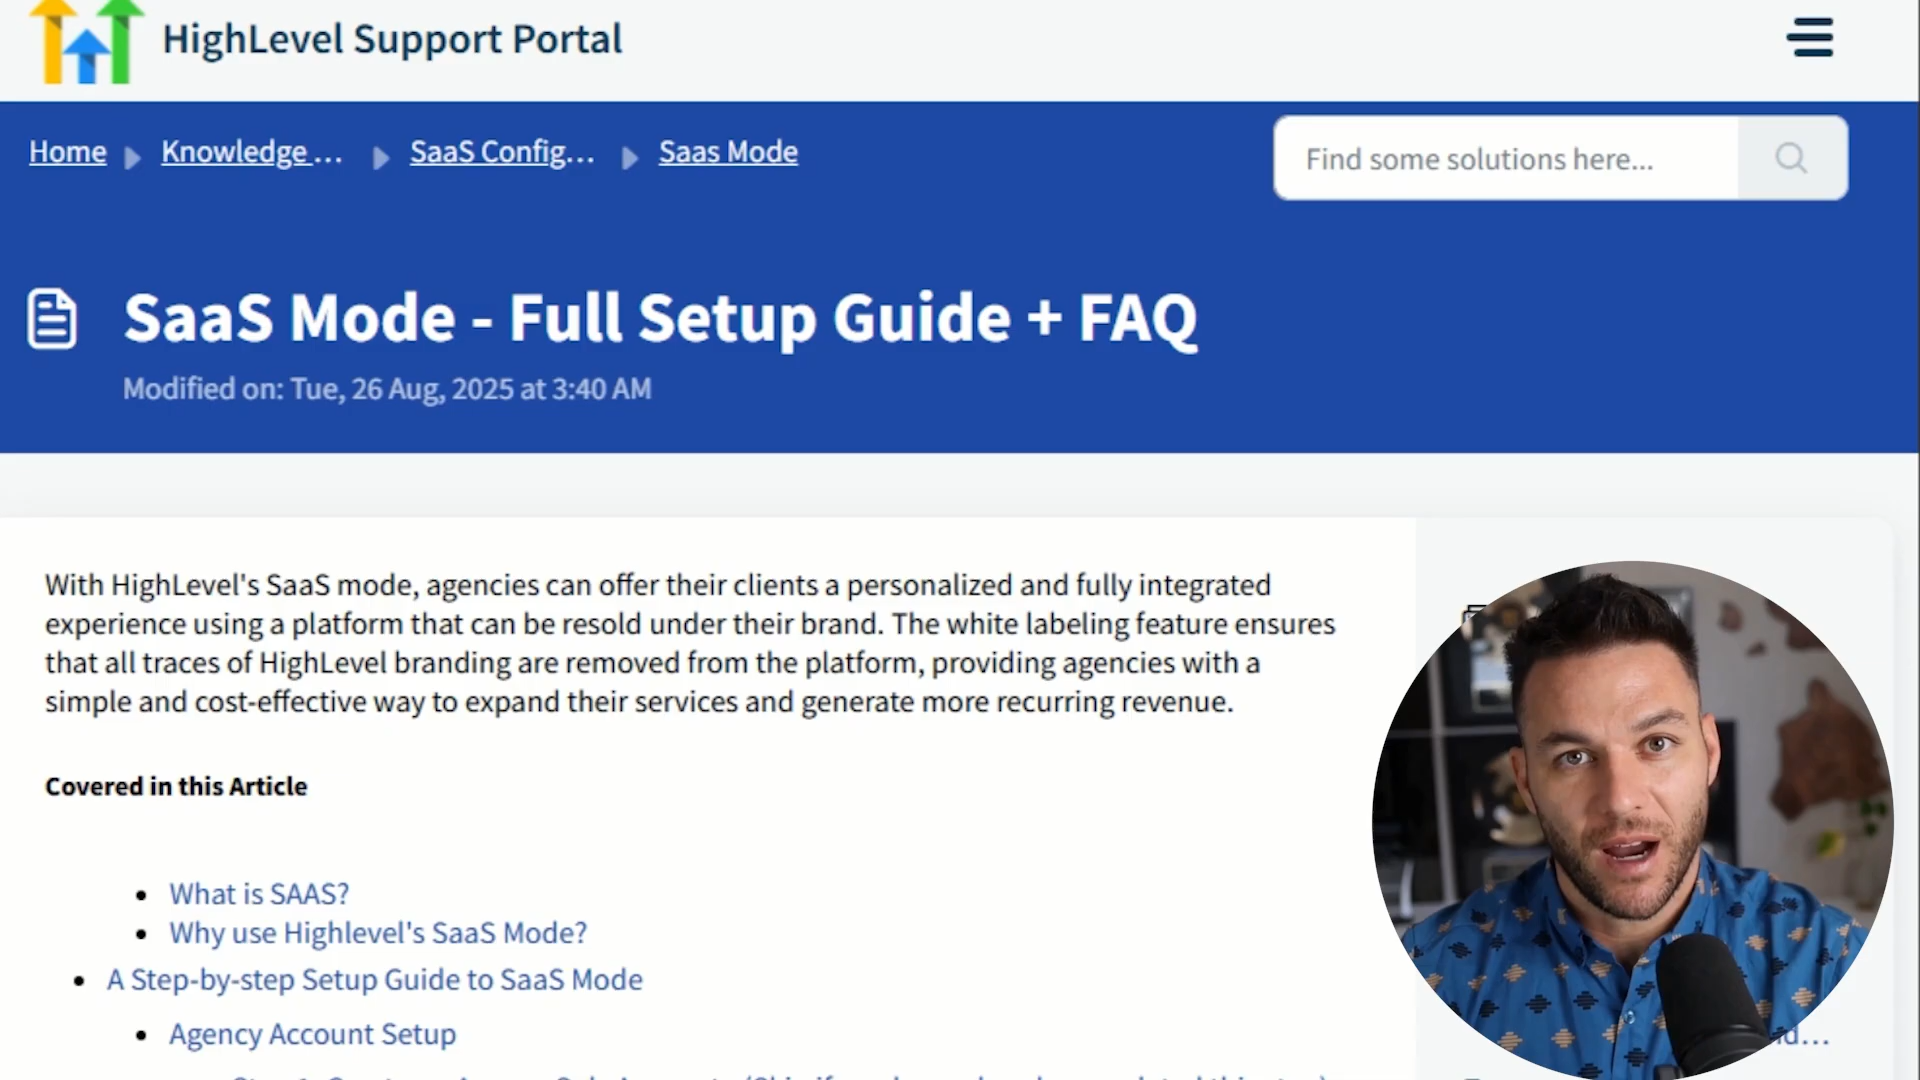 HighLevel Support Portal
Home
Knowledge ...
SaaS Config...
Saas Mode
Find some solutions here...
SaaS Mode - Full Setup Guide + FAQ
Modified on: Tue, 26 Aug, 2025 at 3:40 AM
With HighLevel's SaaS mode, agencies can offer their clients a personalized and fully integrated
experience using a platform that can be resold under their brand. The white labeling feature ensures
that all traces of HighLevel branding are removed from the platform, providing agencies with a
simple and cost-effective way to expand their services and generate more recurring revenue.
Covered in this Article
What is SAAS?
Why use Highlevel's SaaS Mode?
A Step-by-step Setup Guide to SaaS Mode
Agency Account Setup